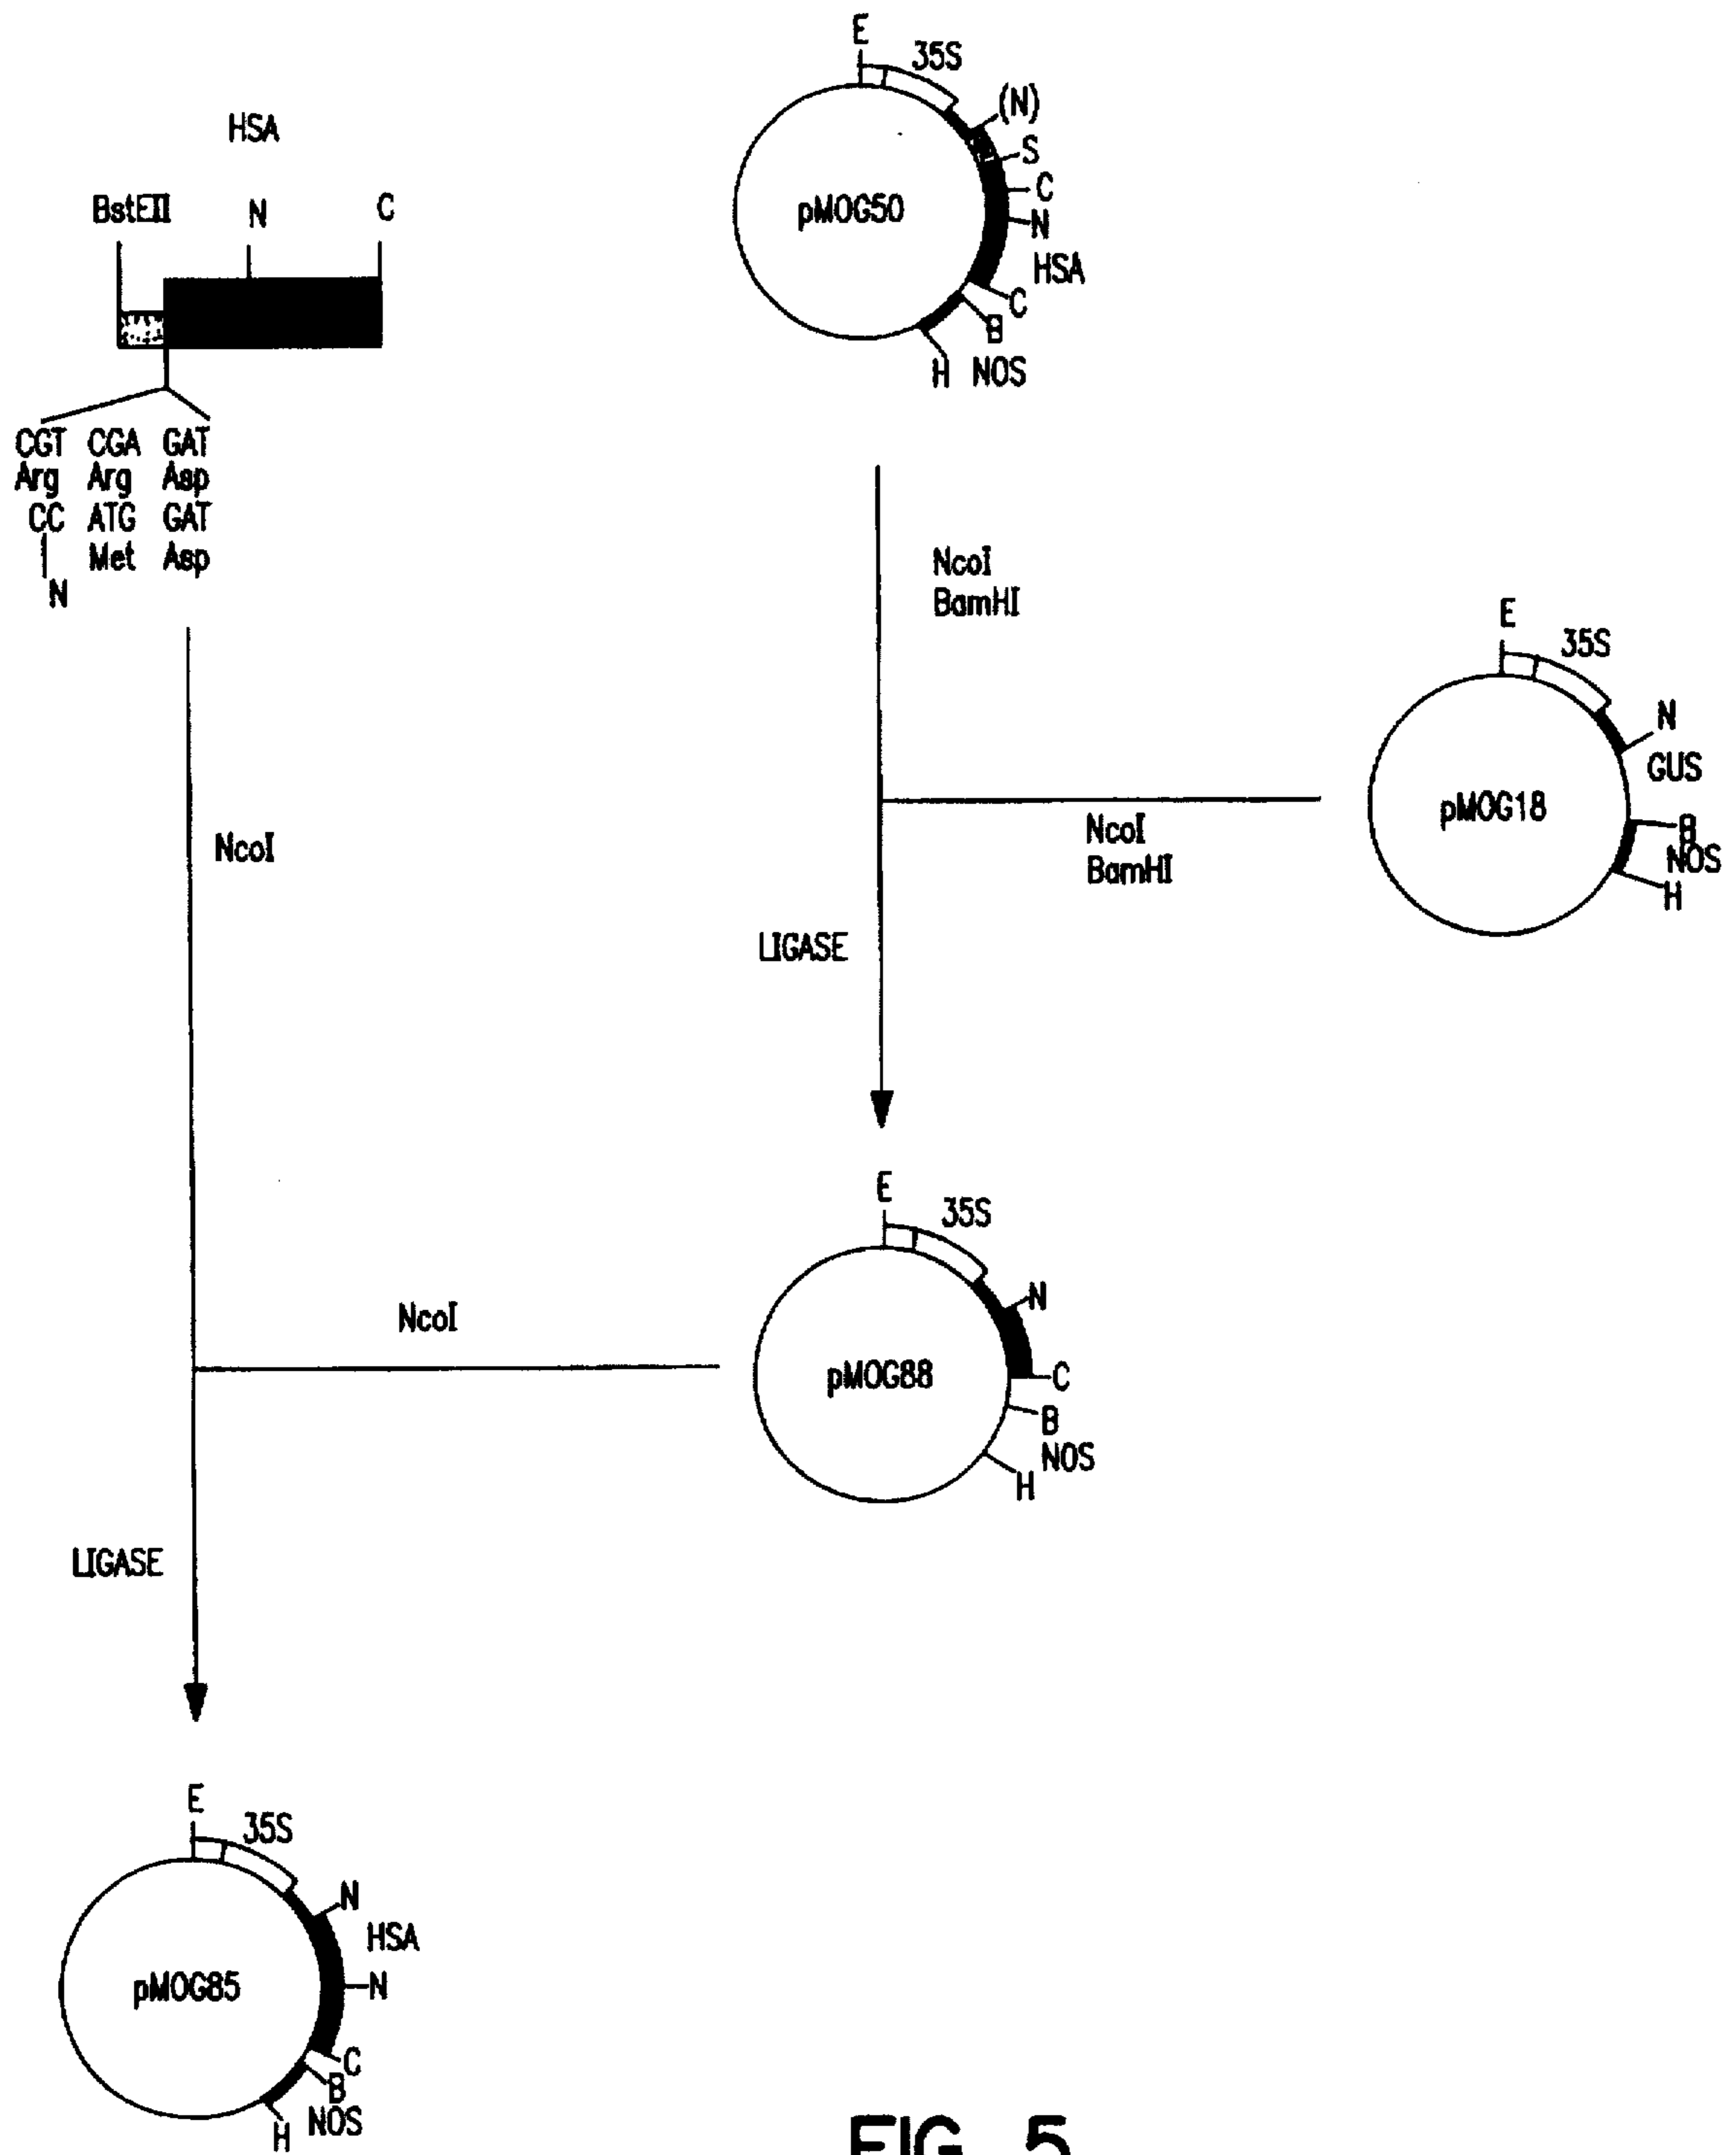 HSA
BstEII N C
CGT CGA GAT
Arg Arg Asp
CC ATG GAT
Met Asp
N
E
35S
(N)
S
C
N
HSA
C
B
H NOS
pMOG50
NcoI
BamHI
E
35S
N
GUS
B
NOS
H
pMOG18
NcoI
BamHI
LIGASE
NcoI
E
35S
N
C
B
NOS
H
pMOG88
NcoI
LIGASE
E
35S
N
HSA
N
C
B
NOS
H
pMOG85
FIG. 5